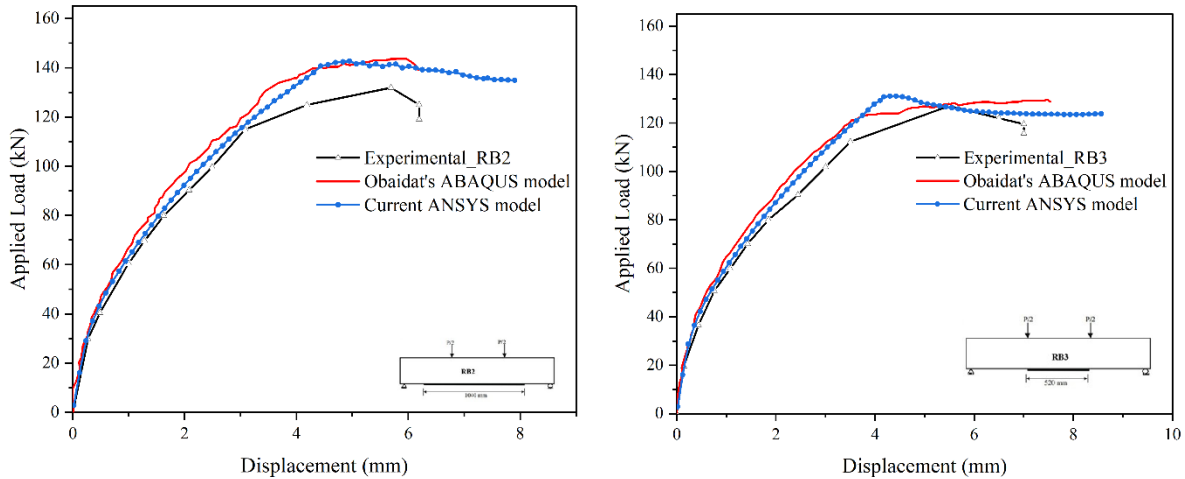 160
140
120
100
80
60
40
20
0
Applied Load (kN)
0
2
4
6
8
Displacement (mm)
Experimental_RB2
Obaidat's ABAQUS model
Current ANSYS model
P/2
P/2
RB2
mm
160
140
120
100
80
60
40
20
0
Applied Load (kN)
0
2
4
6
8
10
Displacement (mm)
Experimental_RB3
Obaidat's ABAQUS model
Current ANSYS model
P/2
P/2
RB3
520 mm